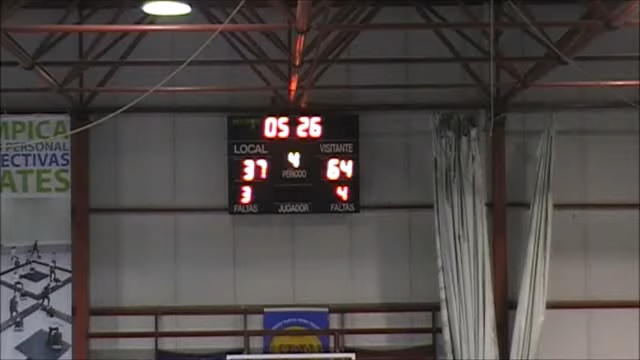 MPICA
PERSONAL
ECTIVAS
ATES
05 26
LOCAL VISITANTE
37 4 64
PERIODO
3 4
FALTAS JUGADOR FALTAS